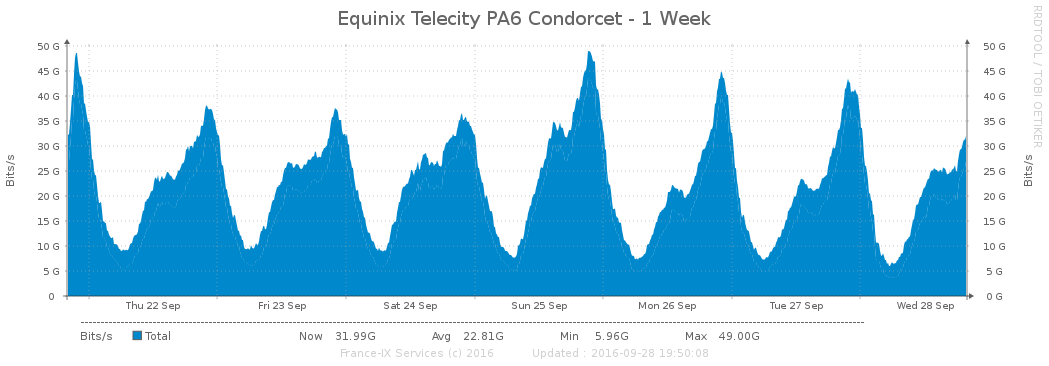 Equinix Telecity PA6 Condorcet - 1 Week
RRDTOOL / TOBI OETIKER
Bits/s
50 G 50 G
45 G 45 G
40 G 40 G
35 G 35 G
30 G 30 G
25 G 25 G
20 G 20 G
15 G 15 G
10 G 10 G
5 G 5 G
0 0 G
Bits/s
Thu 22 Sep Fri 23 Sep Sat 24 Sep Sun 25 Sep Mon 26 Sep Tue 27 Sep Wed 28 Sep
Bits/s Total Now 31.99G Avg 22.81G Min 5.96G Max 49.00G
France-IX Services (c) 2016 Updated : 2016-09-28 19:50:08